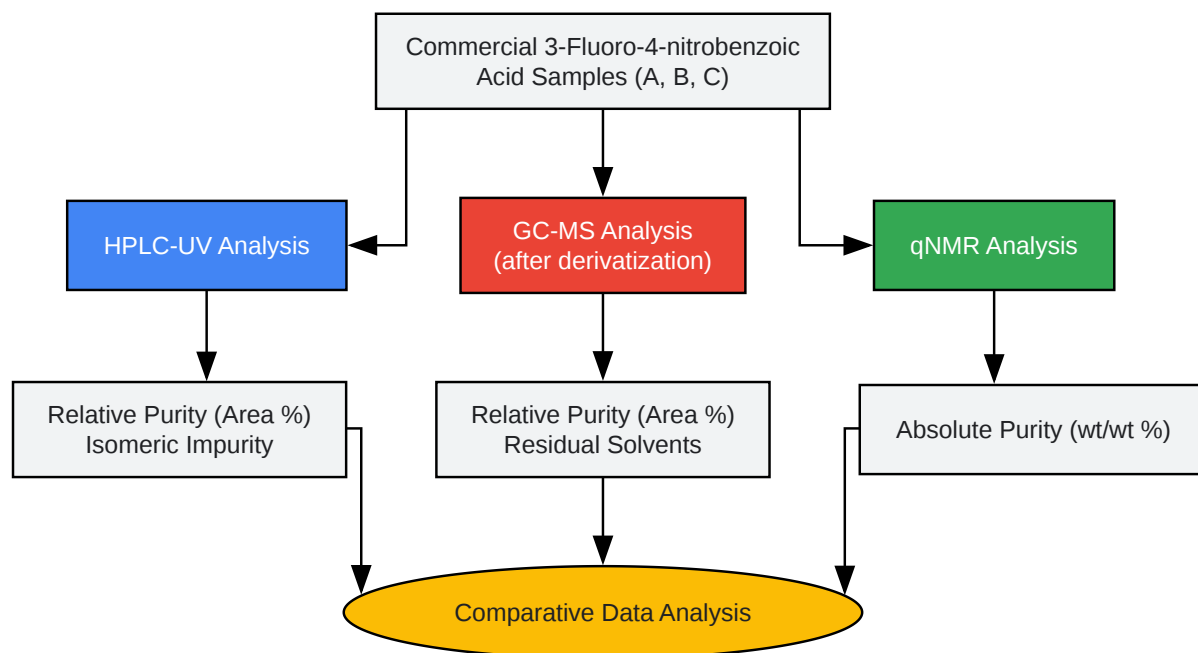 Commercial 3-Fluoro-4-nitrobenzoic
Acid Samples (A, B, C)
HPLC-UV Analysis
GC-MS Analysis
(after derivatization)
qNMR Analysis
Relative Purity (Area %)
Isomeric Impurity
Relative Purity (Area %)
Residual Solvents
Absolute Purity (wt/wt %)
Comparative Data Analysis